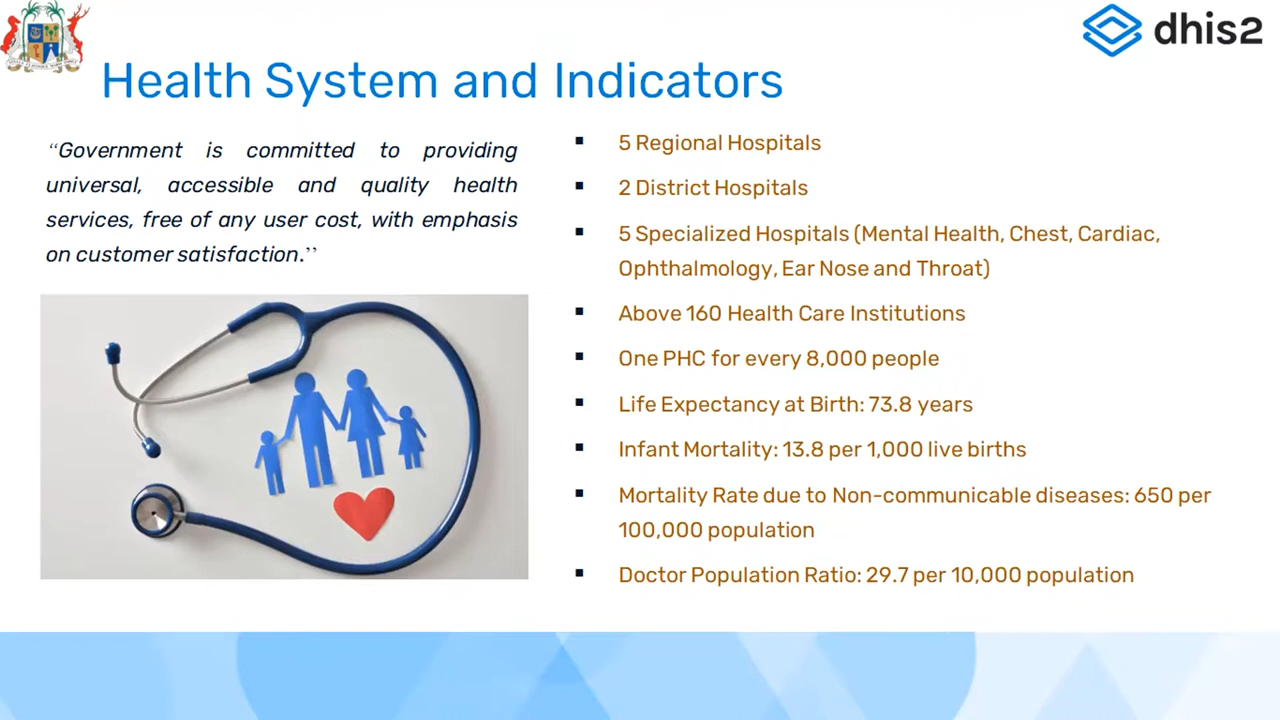 dhis2
Health System and Indicators
“Government is committed to providing
universal, accessible and quality health
services, free of any user cost, with emphasis
on customer satisfaction.”
▪ 5 Regional Hospitals
▪ 2 District Hospitals
▪ 5 Specialized Hospitals (Mental Health, Chest, Cardiac,
Ophthalmology, Ear Nose and Throat)
▪ Above 160 Health Care Institutions
▪ One PHC for every 8,000 people
▪ Life Expectancy at Birth: 73.8 years
▪ Infant Mortality: 13.8 per 1,000 live births
▪ Mortality Rate due to Non-communicable diseases: 650 per
100,000 population
▪ Doctor Population Ratio: 29.7 per 10,000 population